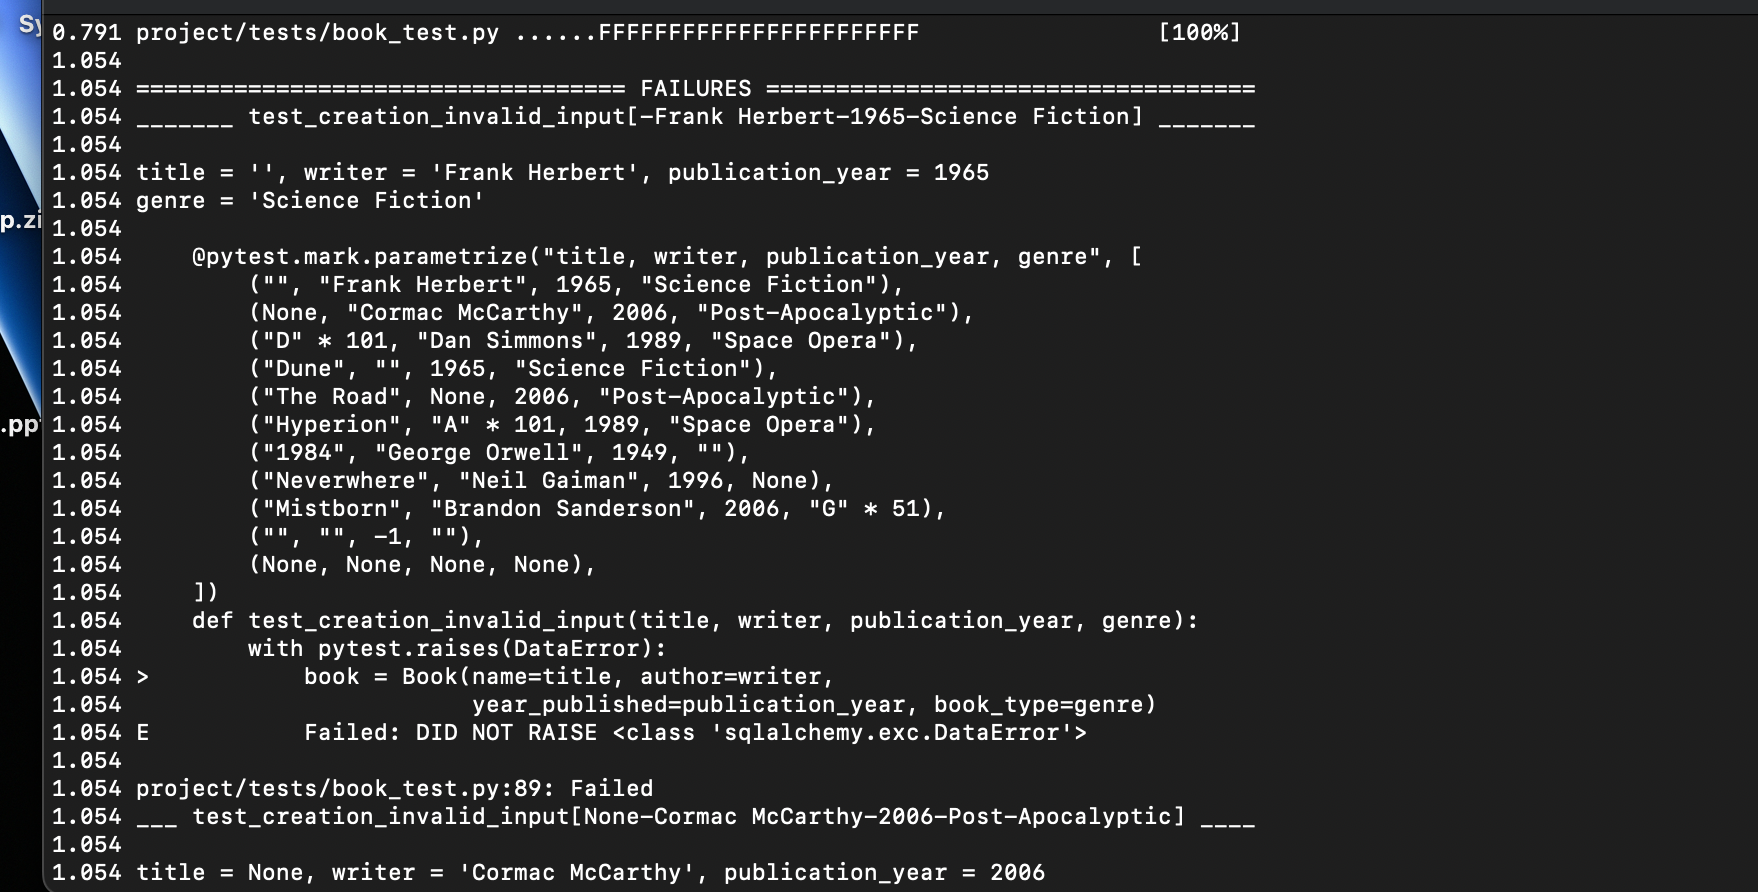 Sy
p.zi
.pp
0.791 project/tests/book_test.py ......FFFFFFFFFFFFFFFFFFFFFFF                 [100%]
1.054
1.054 =================================== FAILURES ===================================
1.054 _______ test_creation_invalid_input[-Frank Herbert-1965-Science Fiction] _______
1.054
1.054 title = '', writer = 'Frank Herbert', publication_year = 1965
1.054 genre = 'Science Fiction'
1.054
1.054     @pytest.mark.parametrize("title, writer, publication_year, genre", [
1.054         ("", "Frank Herbert", 1965, "Science Fiction"),
1.054         (None, "Cormac McCarthy", 2006, "Post-Apocalyptic"),
1.054         ("D" * 101, "Dan Simmons", 1989, "Space Opera"),
1.054         ("Dune", "", 1965, "Science Fiction"),
1.054         ("The Road", None, 2006, "Post-Apocalyptic"),
1.054         ("Hyperion", "A" * 101, 1989, "Space Opera"),
1.054         ("1984", "George Orwell", 1949, ""),
1.054         ("Neverwhere", "Neil Gaiman", 1996, None),
1.054         ("Mistborn", "Brandon Sanderson", 2006, "G" * 51),
1.054         ("", "", -1, ""),
1.054         (None, None, None, None),
1.054     ])
1.054     def test_creation_invalid_input(title, writer, publication_year, genre):
1.054         with pytest.raises(DataError):
1.054 >           book = Book(name=title, author=writer,
1.054                         year_published=publication_year, book_type=genre)
1.054 E           Failed: DID NOT RAISE <class 'sqlalchemy.exc.DataError'>
1.054
1.054 project/tests/book_test.py:89: Failed
1.054 ___ test_creation_invalid_input[None-Cormac McCarthy-2006-Post-Apocalyptic] ____
1.054
1.054 title = None, writer = 'Cormac McCarthy', publication_year = 2006